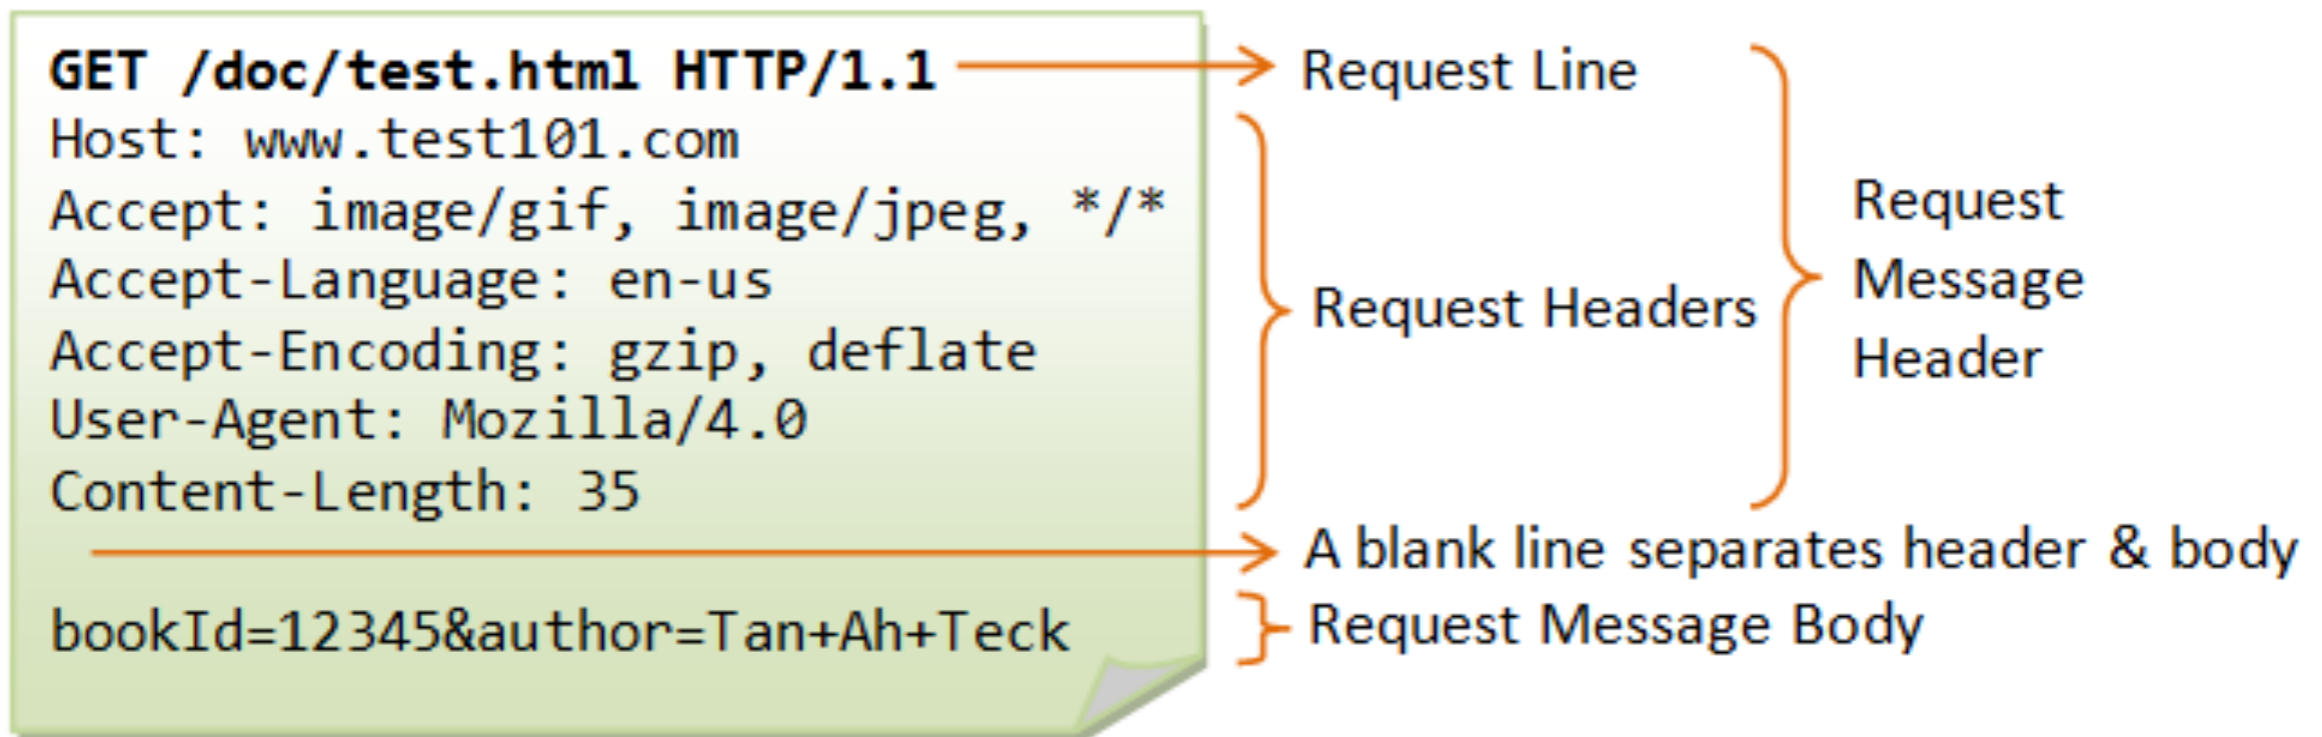 GET /doc/test.html HTTP/1.1
Host: www.test101.com
Accept: image/gif, image/jpeg, */*
Accept-Language: en-us
Accept-Encoding: gzip, deflate
User-Agent: Mozilla/4.0
Content-Length: 35
bookId=12345&author=Tan+Ah+Teck
Request Line
Request Headers
Request
Message
Header
A blank line separates header & body
Request Message Body